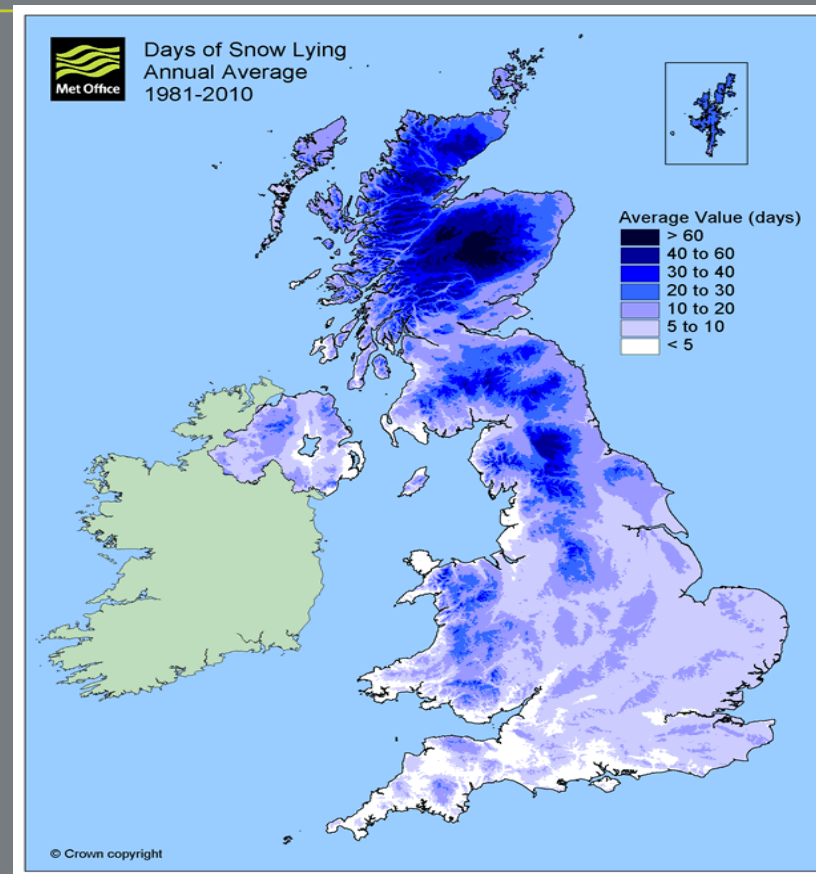 Met Office
Days of Snow Lying
Annual Average
1981-2010
Average Value (days)
> 60
40 to 60
30 to 40
20 to 30
10 to 20
5 to 10
< 5
© Crown copyright